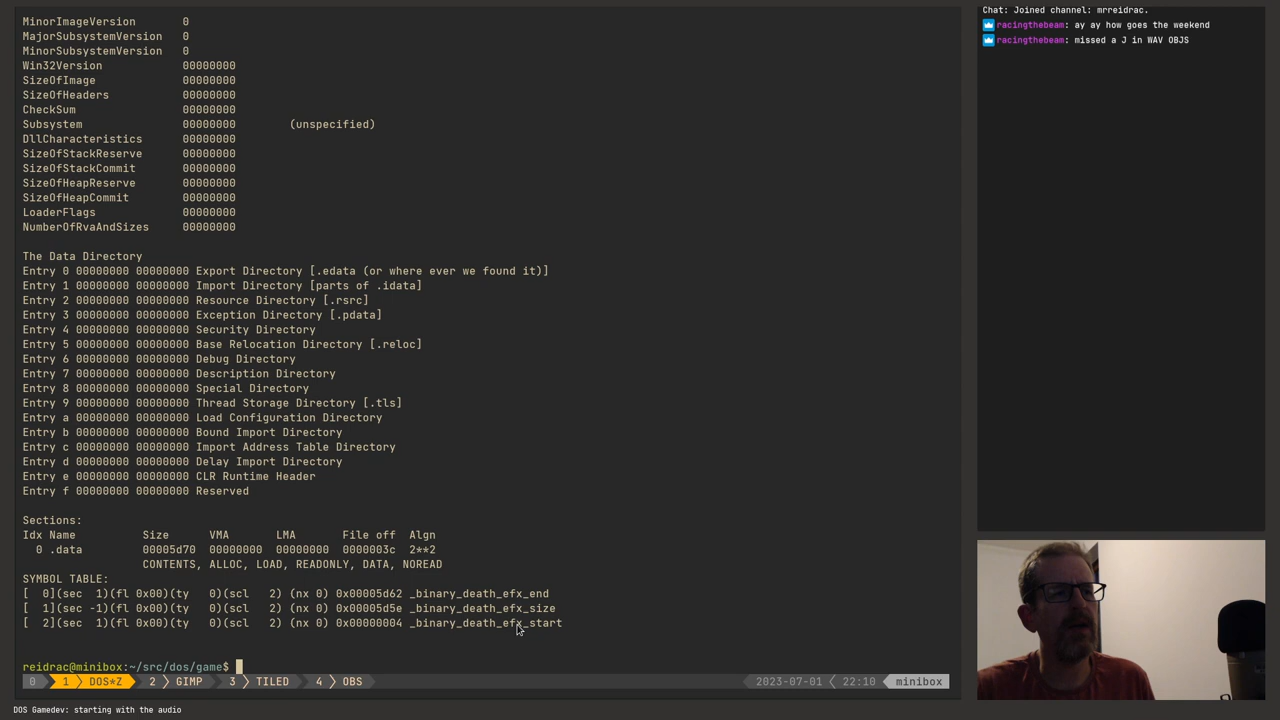 MinorImageVersion 0
MajorSubsystemVersion 0
MinorSubsystemVersion 0
Win32Version 00000000
SizeOfImage 00000000
SizeOfHeaders 00000000
CheckSum 00000000
Subsystem 00000000 (unspecified)
DllCharacteristics 00000000
SizeOfStackReserve 00000000
SizeOfStackCommit 00000000
SizeOfHeapReserve 00000000
SizeOfHeapCommit 00000000
LoaderFlags 00000000
NumberOfRvaAndSizes 00000000
The Data Directory
Entry 0 00000000 00000000 Export Directory [.edata (or where ever we found it)]
Entry 1 00000000 00000000 Import Directory [parts of .idata]
Entry 2 00000000 00000000 Resource Directory [.rsrc]
Entry 3 00000000 00000000 Exception Directory [.pdata]
Entry 4 00000000 00000000 Security Directory
Entry 5 00000000 00000000 Base Relocation Directory [.reloc]
Entry 6 00000000 00000000 Debug Directory
Entry 7 00000000 00000000 Description Directory
Entry 8 00000000 00000000 Special Directory
Entry 9 00000000 00000000 Thread Storage Directory [.tls]
Entry a 00000000 00000000 Load Configuration Directory
Entry b 00000000 00000000 Bound Import Directory
Entry c 00000000 00000000 Import Address Table Directory
Entry d 00000000 00000000 Delay Import Directory
Entry e 00000000 00000000 CLR Runtime Header
Entry f 00000000 00000000 Reserved
Sections:
Idx Name Size VMA LMA File off Algn
0 .data 00005d70 00000000 00000000 0000003c 2**2
CONTENTS, ALLOC, LOAD, READONLY, DATA, NOREAD
SYMBOL TABLE:
[ 0](sec 1)(fl 0x00)(ty 0)(scl 2) (nx 0) 0x00005d62 _binary_death_efx_end
[ 1](sec -1)(fl 0x00)(ty 0)(scl 2) (nx 0) 0x00005d5e _binary_death_efx_size
[ 2](sec 1)(fl 0x00)(ty 0)(scl 2) (nx 0) 0x00000004 _binary_death_efx_start
reidrac@minibox:~/src/dos/game$
0 1 DOS*Z 2 GIMP 3 TILED 4 OBS 2023-07-01 22:10 minibox
DOS Gamedev: starting with the audio
Chat: Joined channel: mrreidrac.
racingthebeam: ay ay how goes the weekend
racingthebeam: missed a J in WAV OBJS